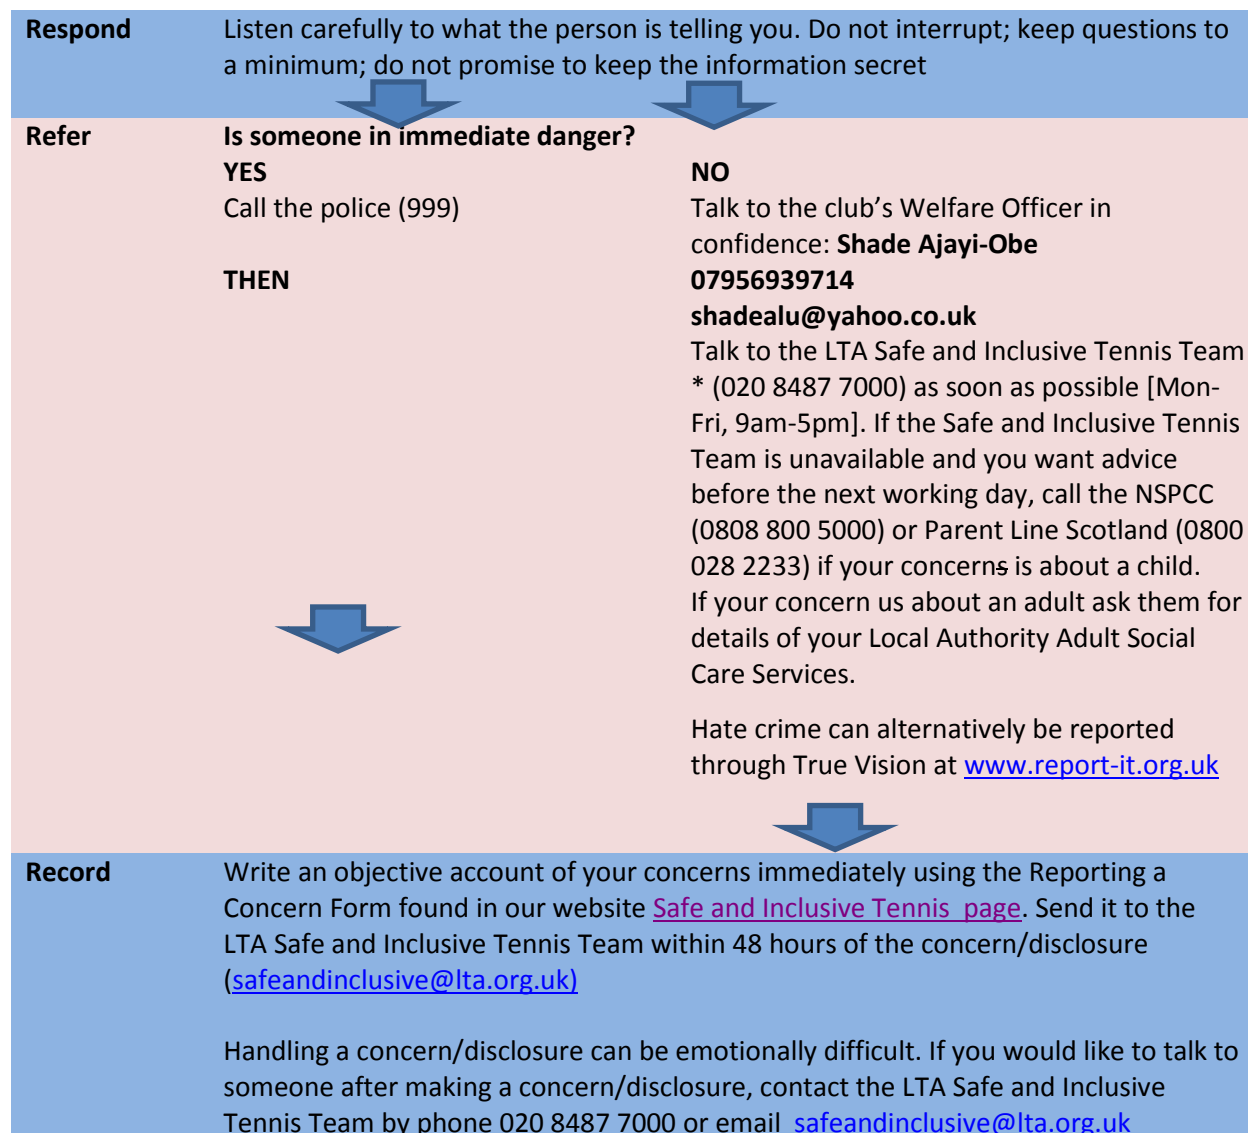 Respond
Listen carefully to what the person is telling you. Do not interrupt; keep questions to
a minimum; do not promise to keep the information secret
Refer
Is someone in immediate danger?
YES
Call the police (999)
THEN
NO
Talk to the club's Welfare Officer in
confidence: Shade Ajayi-Obe
07956939714
shadealu@yahoo.co.uk
Talk to the LTA Safe and Inclusive Tennis Team
* (020 8487 7000) as soon as possible [Mon-
Fri, 9am-5pm]. If the Safe and Inclusive Tennis
Team is unavailable and you want advice
before the next working day, call the NSPCC
(0808 800 5000) or Parent Line Scotland (0800
028 2233) if your concerns is about a child.
If your concern us about an adult ask them for
details of your Local Authority Adult Social
Care Services.
Hate crime can alternatively be reported
through True Vision at www.report-it.org.uk
Record
Write an objective account of your concerns immediately using the Reporting a
Concern Form found in our website Safe and Inclusive Tennis  page. Send it to the
LTA Safe and Inclusive Tennis Team within 48 hours of the concern/disclosure
(safeandinclusive@lta.org.uk)
Handling a concern/disclosure can be emotionally difficult. If you would like to talk to
someone after making a concern/disclosure, contact the LTA Safe and Inclusive
Tennis Team by phone 020 8487 7000 or email  safeandinclusive@lta.org.uk